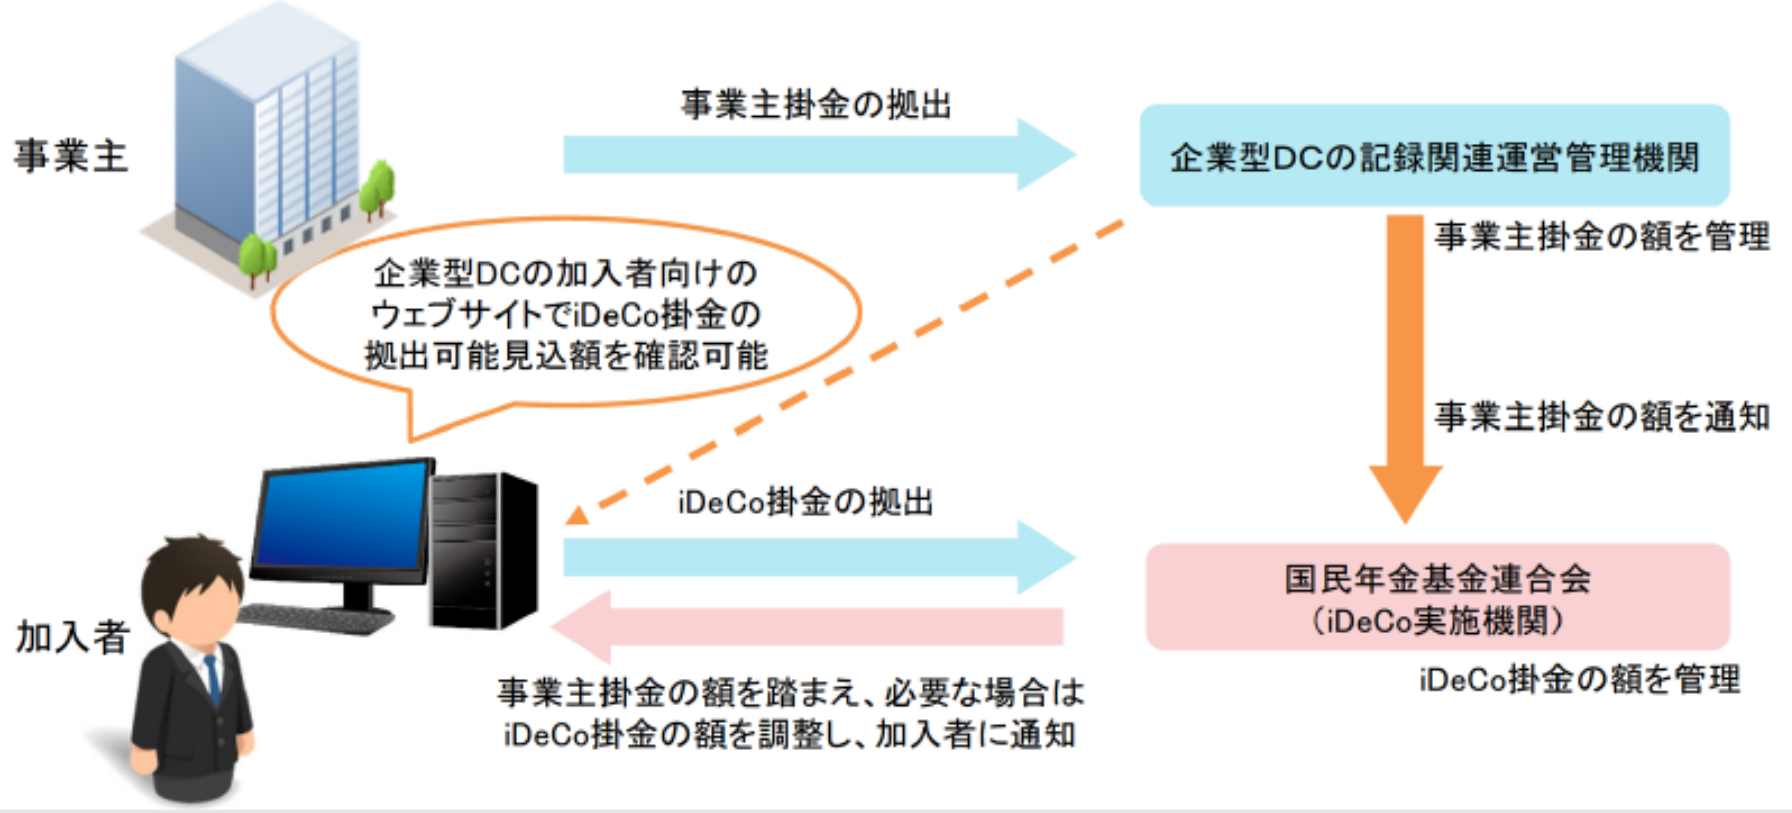 事業主掛金の拠出
事業主
企業型DCの記録関連運営管理機関
事業主掛金の額を管理
企業型DCの加入者向けの
ウェブサイトでiDeCo掛金の
拠出可能見込額を確認可能
事業主掛金の額を通知
iDeCo掛金の拠出
国民年金基金連合会
（iDeCo実施機関）
加入者
iDeCo掛金の額を管理
事業主掛金の額を踏まえ、必要な場合は
iDeCo掛金の額を調整し、加入者に通知